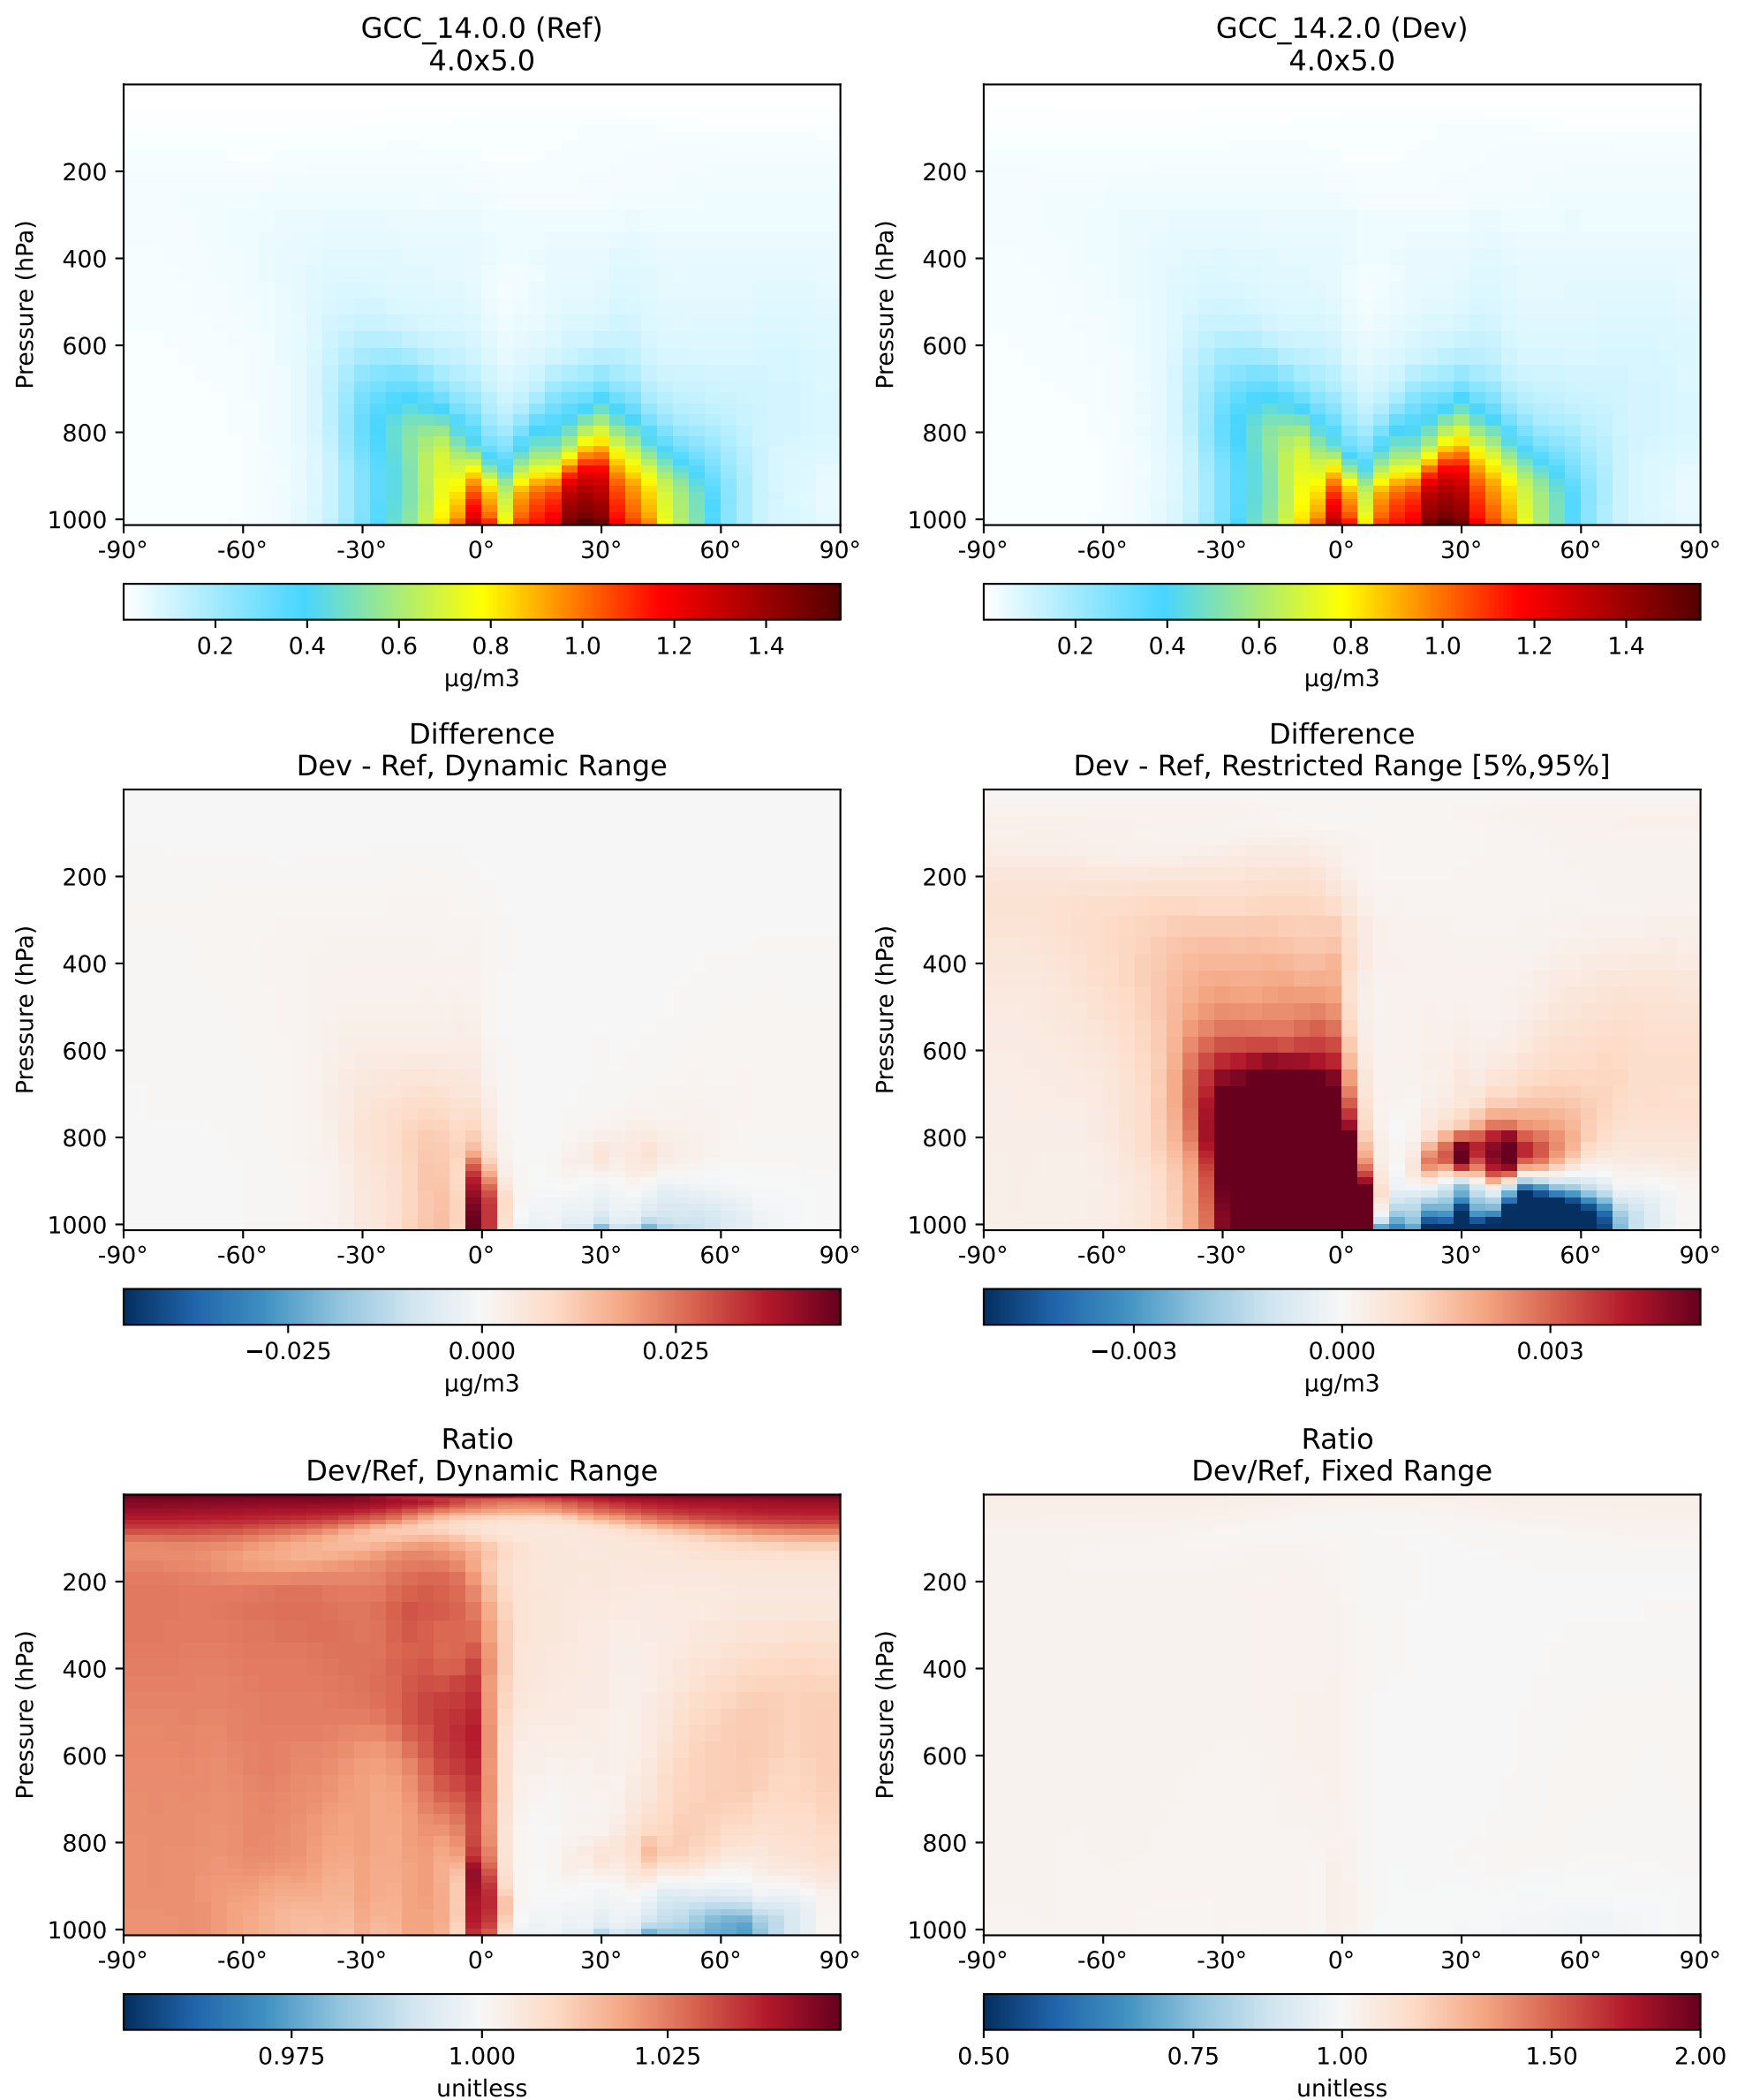 GCC_14.0.0 (Ref)
4.0x5.0
Pressure (hPa)
200
400
600
800
1000
-90° -60° -30° 0° 30° 60° 90°
0.2 0.4 0.6 0.8 1.0 1.2 1.4
µg/m3
GCC_14.2.0 (Dev)
4.0x5.0
Pressure (hPa)
200
400
600
800
1000
-90° -60° -30° 0° 30° 60° 90°
0.2 0.4 0.6 0.8 1.0 1.2 1.4
µg/m3
Difference
Dev - Ref, Dynamic Range
Pressure (hPa)
200
400
600
800
1000
-90° -60° -30° 0° 30° 60° 90°
−0.025 0.000 0.025
µg/m3
Difference
Dev - Ref, Restricted Range [5%,95%]
Pressure (hPa)
200
400
600
800
1000
-90° -60° -30° 0° 30° 60° 90°
−0.003 0.000 0.003
µg/m3
Ratio
Dev/Ref, Dynamic Range
Pressure (hPa)
200
400
600
800
1000
-90° -60° -30° 0° 30° 60° 90°
0.975 1.000 1.025
unitless
Ratio
Dev/Ref, Fixed Range
Pressure (hPa)
200
400
600
800
1000
-90° -60° -30° 0° 30° 60° 90°
0.50 0.75 1.00 1.50 2.00
unitless